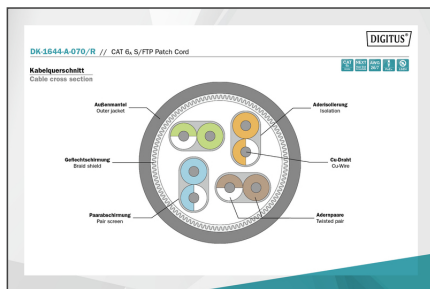 DIGITUS®
DK-1644-A-070/R // CAT 6A S/FTP Patch Cord
Kabelquerschnitt
Cable cross section
Außenmantel
Outer jacket
Aderisolierung
Isolation
Geflechtschirmung
Braid shield
Cu-Draht
Cu-Wire
Paarabschirmung
Pair screen
Adernpaare
Twisted pair